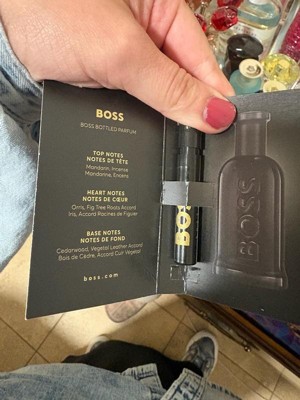 BOSS
BOSS BOTTLED PARFUM
TOP NOTES
NOTES DE TÊTE
Mandarin, Incense
Mandarine, Encens
HEART NOTES
NOTES DE CŒUR
Orris, Fig Tree Roots Accord
Iris, Accord Racines de Figuier
BASE NOTES
NOTES DE FOND
Cedarwood, Vegetal Leather Accord
Bois de Cèdre, Accord Cuir Végétal
boss.com
BO
BOSS